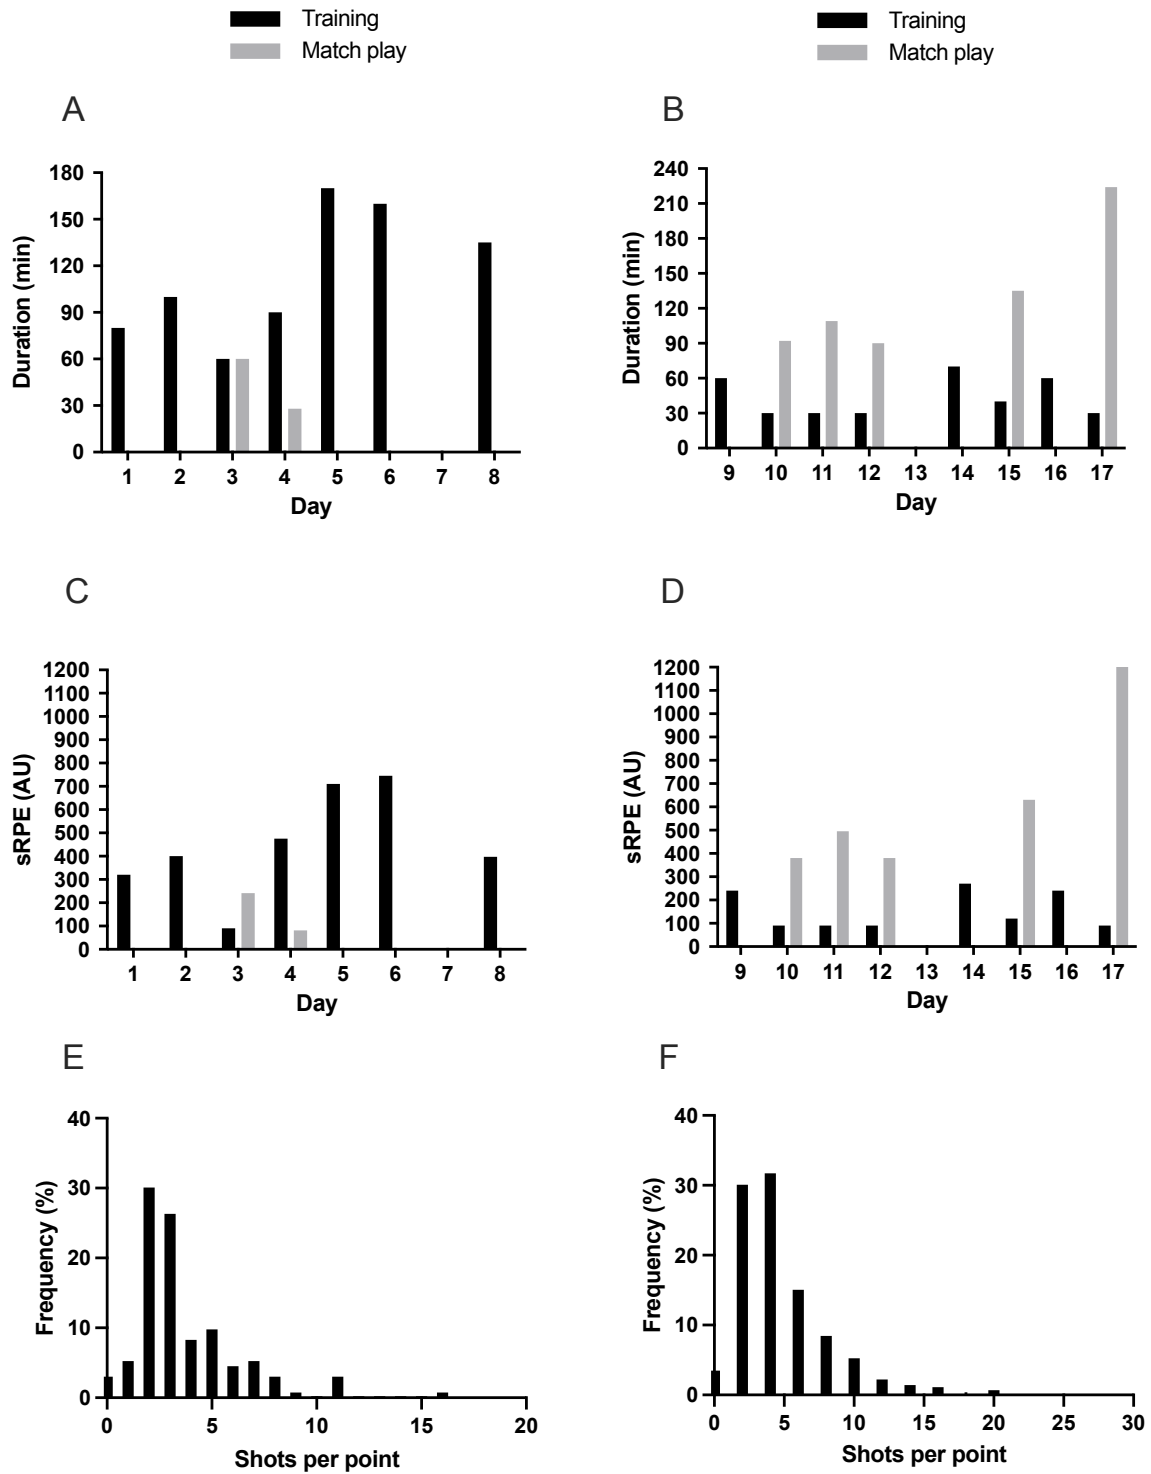 Training
Match play
Training
Match play
A
B
180
150
120
90
60
30
0
Duration (min)
1 2 3 4 5 6 7 8
Day
240
210
180
150
120
90
60
30
0
Duration (min)
9 10 11 12 13 14 15 16 17
Day
C
D
1200
1100
1000
900
800
700
600
500
400
300
200
100
0
sRPE (AU)
1 2 3 4 5 6 7 8
Day
1200
1100
1000
900
800
700
600
500
400
300
200
100
0
sRPE (AU)
9 10 11 12 13 14 15 16 17
Day
E
F
40
30
20
10
0
Frequency (%)
0 5 10 15 20
Shots per point
40
30
20
10
0
Frequency (%)
0 5 10 15 20 25 30
Shots per point